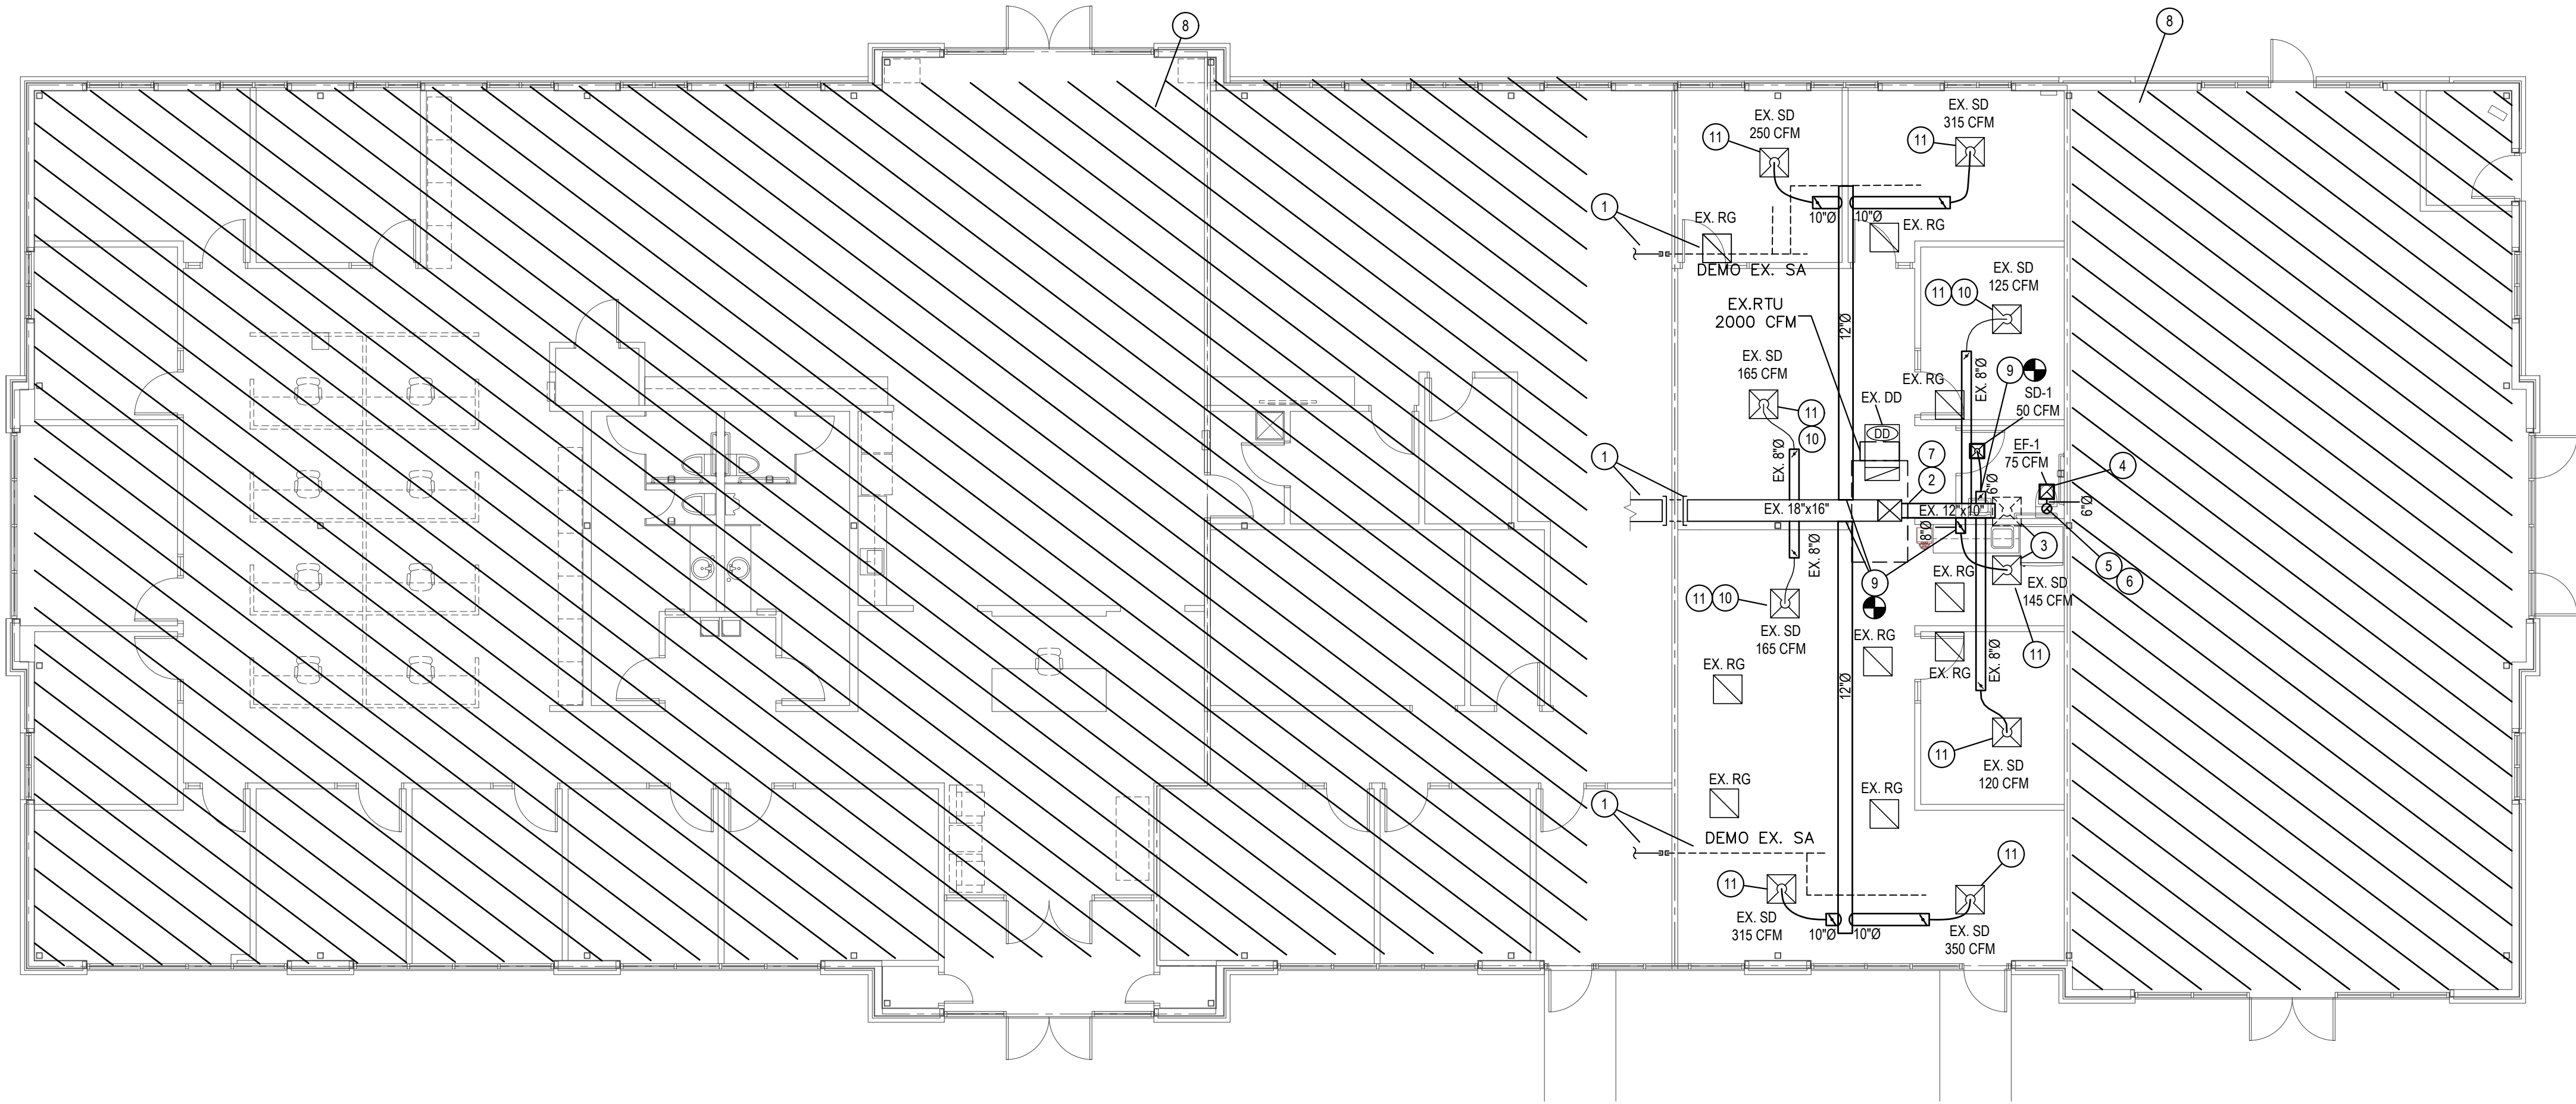 8
8
EX. SD
315 CFM
EX. SD
250 CFM
11
11
1
EX. RG
10"Ø
10"Ø
EX. RG
DEMO EX. SA
EX. SD
125 CFM
11
10
EX.RTU
2000 CFM
12"Ø
EX. SD
165 CFM
EX. 8"Ø
9
EX. RG
SD-1
50 CFM
EX. DD
DD
11
10
EX. 8"Ø
1
7
2
EF-1
75 CFM
4
6"Ø
6"Ø
EX. 18"x16"
EX. 12"x10"
8"Ø
3
5
6
EX. 8"Ø
9
EX. RG
EX. SD
145 CFM
11
10
EX. SD
165 CFM
EX. RG
11
EX. RG
EX. RG
EX. 8"Ø
12"Ø
11
EX. SD
120 CFM
EX. RG
EX. RG
1
DEMO EX. SA
11
11
EX. SD
315 CFM
10"Ø
10"Ø
EX. SD
350 CFM